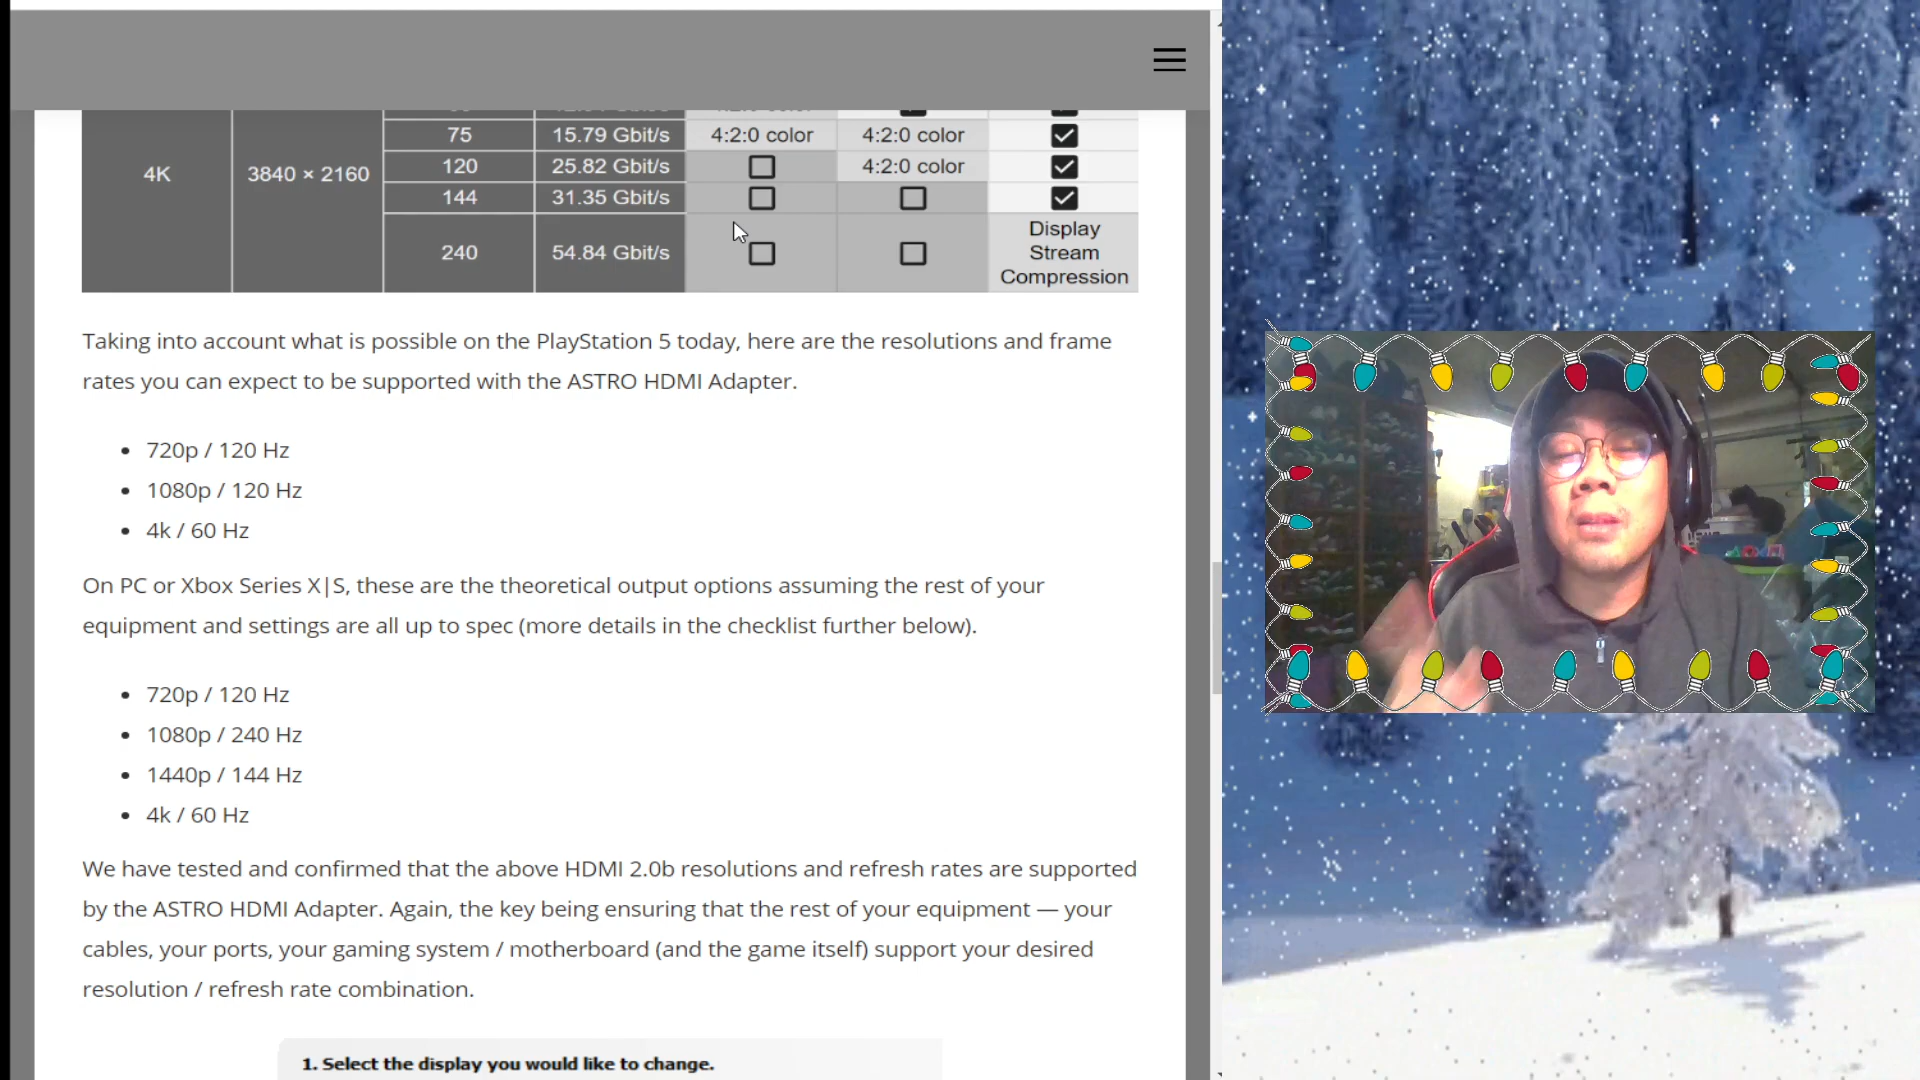 75 15.79 Gbit/s 4:2:0 color 4:2:0 color
4K 3840 × 2160 120 25.82 Gbit/s 4:2:0 color
144 31.35 Gbit/s
240 54.84 Gbit/s Display Stream Compression
Taking into account what is possible on the PlayStation 5 today, here are the resolutions and frame
rates you can expect to be supported with the ASTRO HDMI Adapter.
• 720p / 120 Hz
• 1080p / 120 Hz
• 4k / 60 Hz
On PC or Xbox Series X|S, these are the theoretical output options assuming the rest of your
equipment and settings are all up to spec (more details in the checklist further below).
• 720p / 120 Hz
• 1080p / 240 Hz
• 1440p / 144 Hz
• 4k / 60 Hz
We have tested and confirmed that the above HDMI 2.0b resolutions and refresh rates are supported
by the ASTRO HDMI Adapter. Again, the key being ensuring that the rest of your equipment — your
cables, your ports, your gaming system / motherboard (and the game itself) support your desired
resolution / refresh rate combination.
1. Select the display you would like to change.